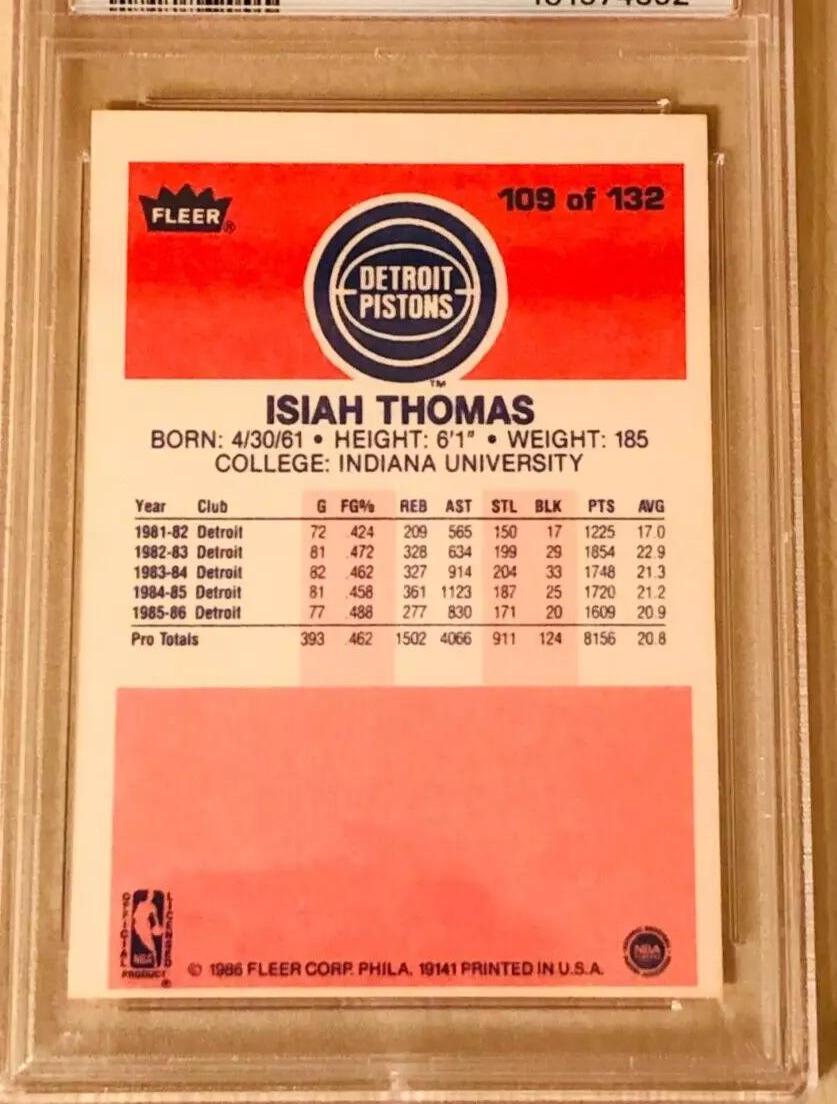 FLEER®
109 of 132
DETROIT
PISTONS
TM
ISIAH THOMAS
BORN: 4/30/61 • HEIGHT: 6'1" • WEIGHT: 185
COLLEGE: INDIANA UNIVERSITY
Year Club G FG% REB AST STL BLK PTS AVG
1981-82 Detroit 72 .424 209 565 150 17 1225 17.0
1982-83 Detroit 81 .472 328 634 199 29 1854 22.9
1983-84 Detroit 82 .462 327 914 204 33 1748 21.3
1984-85 Detroit 81 .458 361 1123 187 25 1720 21.2
1985-86 Detroit 77 .488 277 830 171 20 1609 20.9
Pro Totals 393 .462 1502 4066 911 124 8156 20.8
OFFICIAL
LICENSED
NBA
PRODUCT
®
© 1986 FLEER CORP. PHILA. 19141 PRINTED IN U.S.A.
NBA